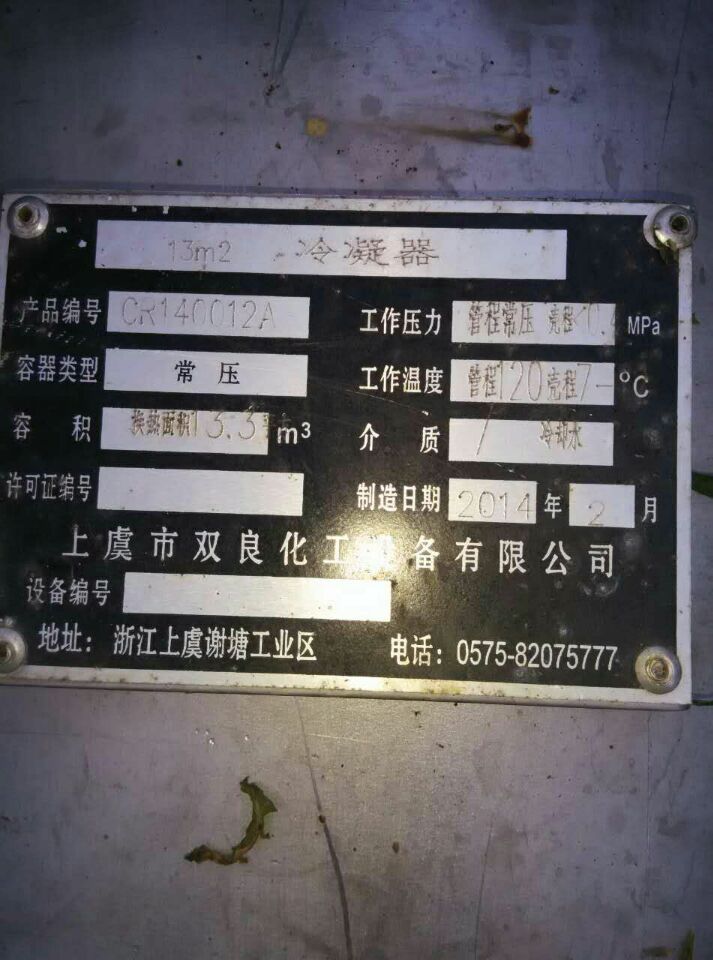 13m2 冷凝器
产品编号 CR140012A 工作压力 管程常压 壳程<0. MPa
容器类型 常压 工作温度 管程120壳程7-℃
容积 换热面积13.3 m³ 介质 / 冷却水
许可证编号 制造日期 2014 年 2 月
上虞市双良化工设备有限公司
设备编号
地址：浙江上虞谢塘工业区 电话：0575-82075777